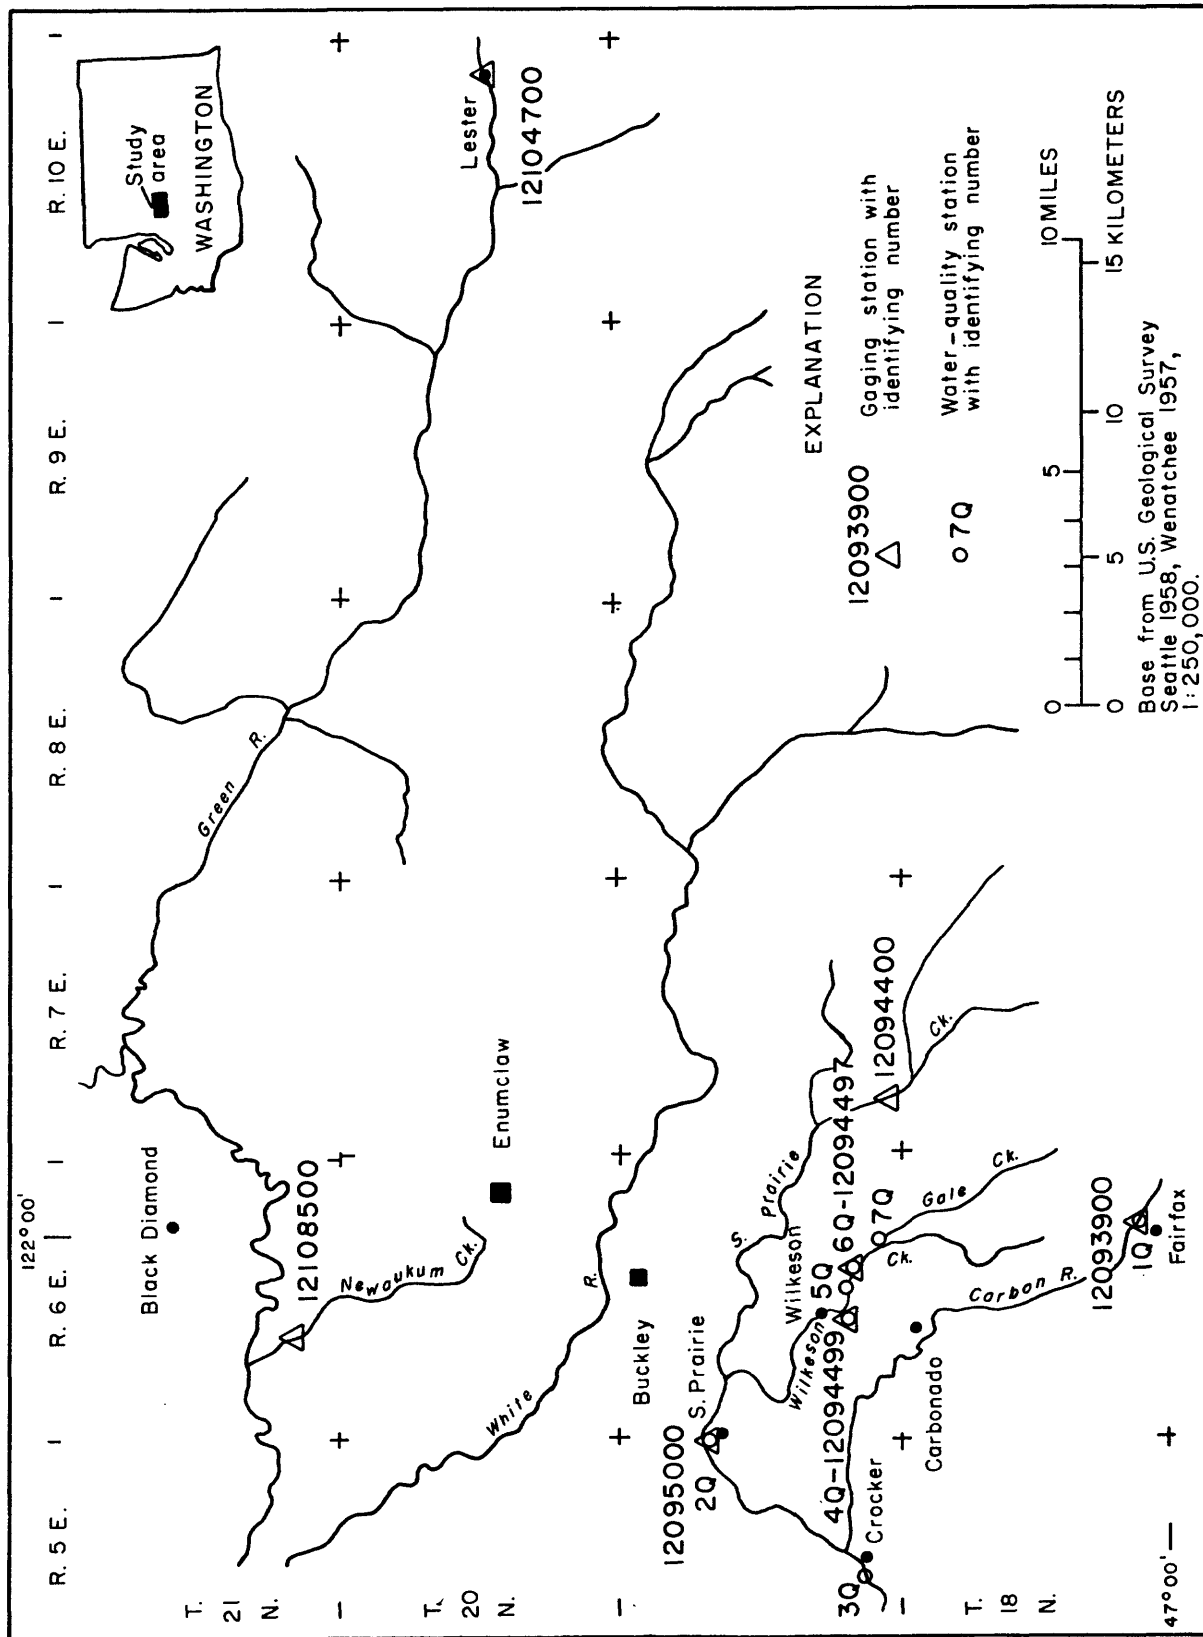 122°00'
R. 5 E.
R. 6 E.
R. 7 E.
R. 8 E.
R. 9 E.
R. 10 E.
T.
21
N.
T.
20
N.
T.
18
N.
47°00'
Study
area
WASHINGTON
Black Diamond
Green R.
Lester
12104700
12108500
Newaukum Ck.
Enumclaw
White R.
Buckley
12095000
2Q
S. Prairie
S. Prairie Ck.
Wilkeson
Wilkeson Ck.
5Q
6Q-12094497
12094400
7Q
Gale Ck.
4Q-12094499
3Q
Crocker
Carbonado
Carbon R.
12093900
1Q
Fairfax
EXPLANATION
12093900
Gaging station with
identifying number
7Q
Water-quality station
with identifying number
0 5 10 MILES
0 5 10 15 KILOMETERS
Base from U.S. Geological Survey
Seattle 1958, Wenatchee 1957,
1:250,000.